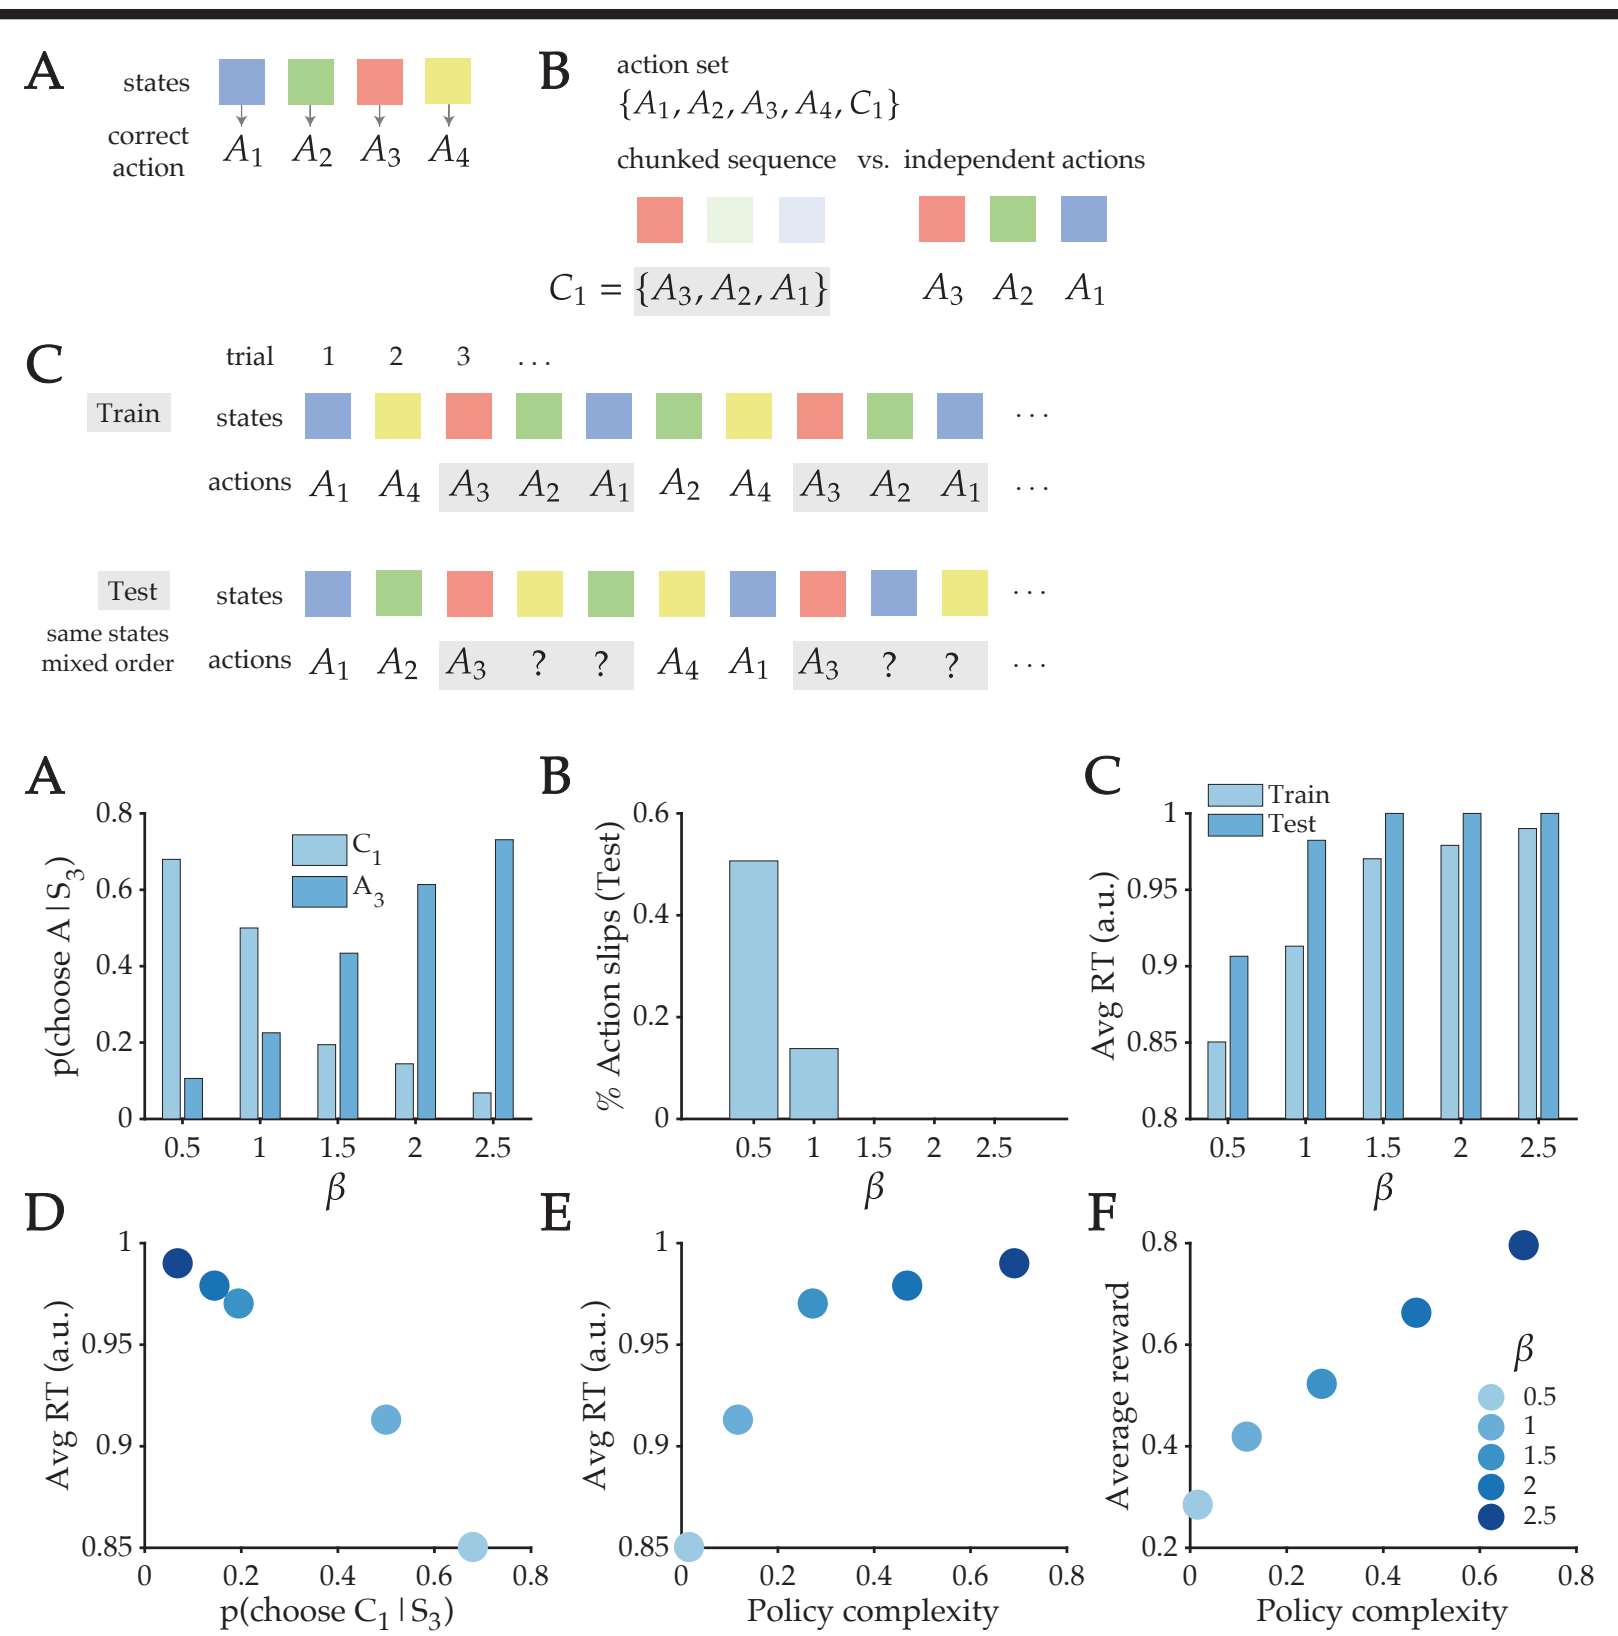 A
states
correct
action
A1 A2 A3 A4
B
action set
{A1, A2, A3, A4, C1}
chunked sequence vs. independent actions
C1 = {A3, A2, A1}
A3 A2 A1
C
trial 1 2 3 ...
Train
states ...
actions A1 A4 A3 A2 A1 A2 A4 A3 A2 A1 ...
Test
same states
mixed order
states ...
actions A1 A2 A3 ? ? A4 A1 A3 ? ? ...
A
p(choose A|S3)
0.8
0.6
0.4
0.2
0
C1
A3
0.5 1 1.5 2 2.5
β
B
% Action slips (Test)
0.6
0.4
0.2
0
0.5 1 1.5 2 2.5
β
C
Avg RT (a.u.)
Train
Test
1
0.95
0.9
0.85
0.8
0.5 1 1.5 2 2.5
β
D
Avg RT (a.u.)
1
0.95
0.9
0.85
0 0.2 0.4 0.6 0.8
p(choose C1|S3)
E
Avg RT (a.u.)
1
0.95
0.9
0.85
0 0.2 0.4 0.6 0.8
Policy complexity
F
Average reward
0.8
0.6
0.4
0.2
β
0.5
1
1.5
2
2.5
0 0.2 0.4 0.6 0.8
Policy complexity